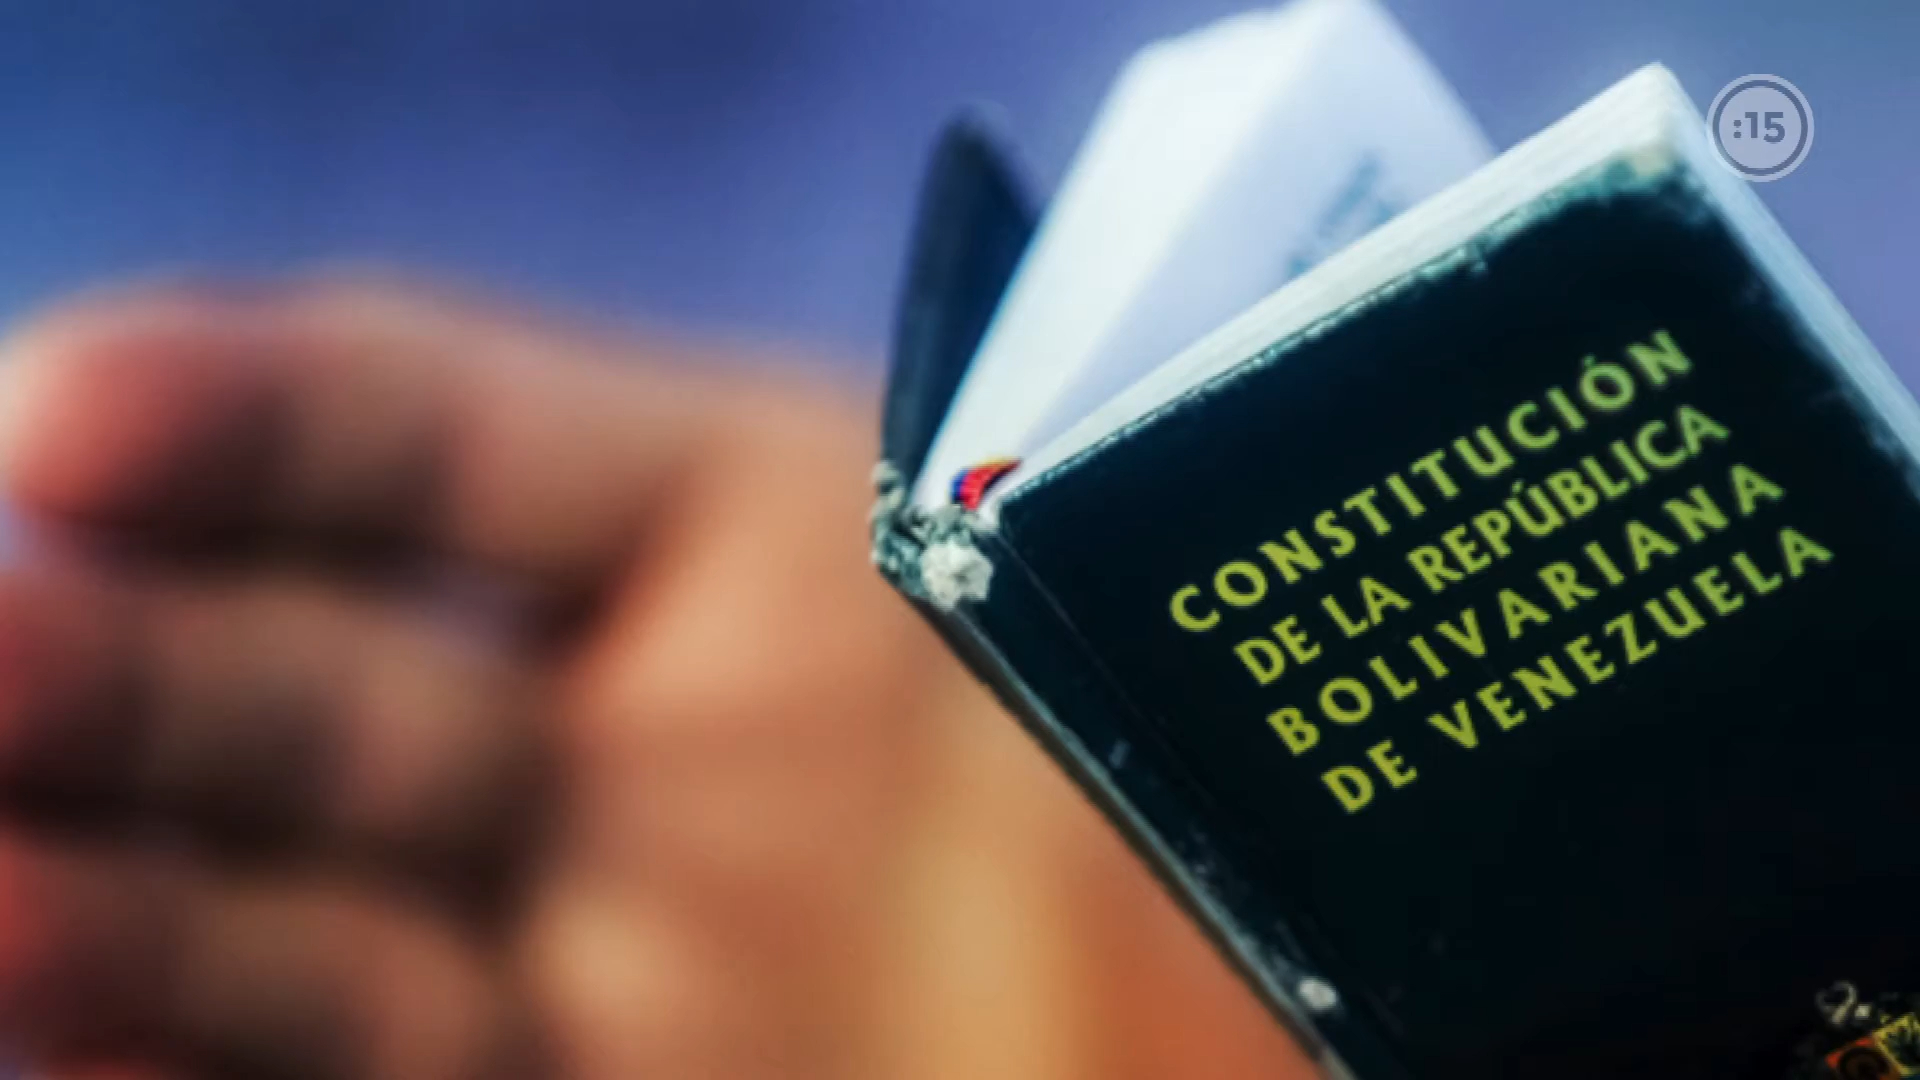 :15
CONSTITUCIÓN
DE LA REPÚBLICA
BOLIVARIANA
DE VENEZUELA